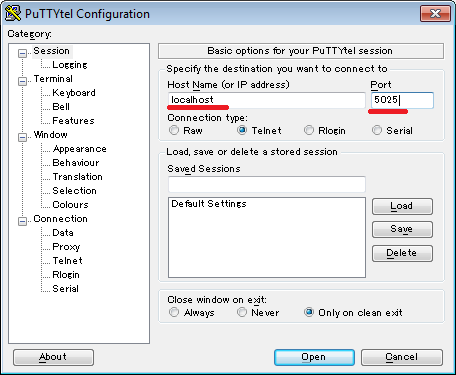 PuTTYtel Configuration
Category:
Session
Logging
Terminal
Keyboard
Bell
Features
Window
Appearance
Behaviour
Translation
Selection
Colours
Connection
Data
Proxy
Telnet
Rlogin
Serial
Basic options for your PuTTYtel session
Specify the destination you want to connect to
Host Name (or IP address) Port
localhost 5025
Connection type:
Raw Telnet Rlogin Serial
Load, save or delete a stored session
Saved Sessions
Default Settings
Load
Save
Delete
Close window on exit:
Always Never Only on clean exit
About Open Cancel